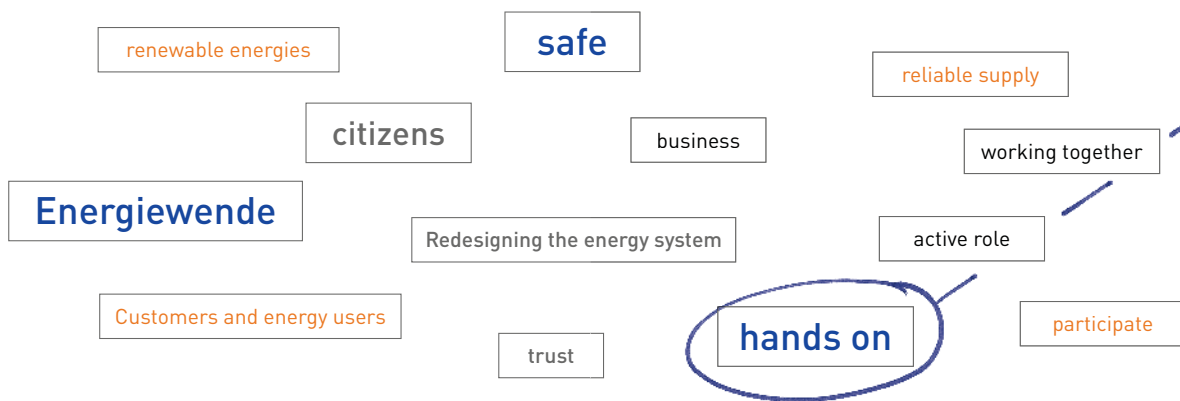 safe
renewable energies
reliable supply
citizens
business
working together
Energiewende
Redesigning the energy system
active role
Customers and energy users
hands on
participate
trust